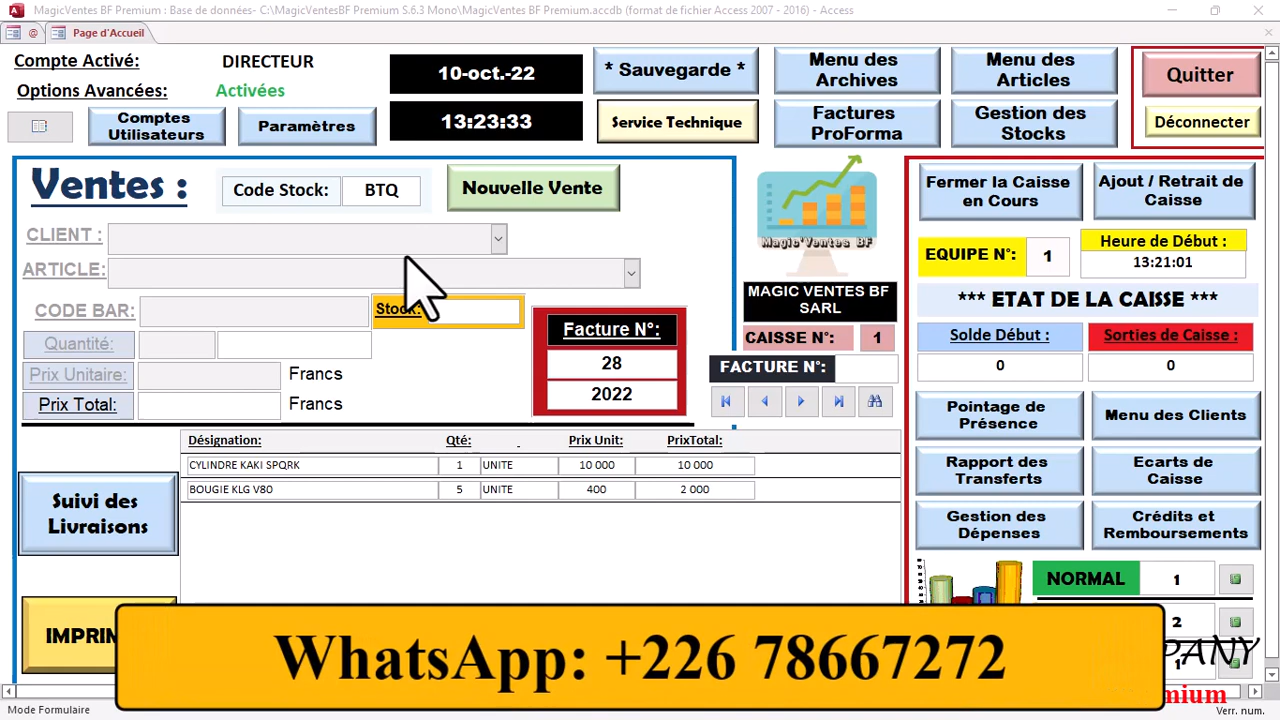 MagicVentesBF Premium : Base de données- C:\MagicVentesBF Premium S.6.3 Mono\MagicVentes BF Premium.accdb (format de fichier Access 2007 - 2016) - Access
@ Page d'Accueil
Compte Activé: DIRECTEUR
Options Avancées: Activées
Comptes Utilisateurs
Paramètres
10-oct.-22
13:23:33
* Sauvegarde *
Service Technique
Menu des Archives
Factures ProForma
Menu des Articles
Gestion des Stocks
Quitter
Déconnecter
Ventes :
Code Stock: BTQ
Nouvelle Vente
CLIENT :
ARTICLE:
CODE BAR:
Stock:
Quantité:
Prix Unitaire: Francs
Prix Total: Francs
Facture N°:
28
2022
Magic'Ventes BF
MAGIC VENTES BF
SARL
CAISSE N°: 1
FACTURE N°:
Désignation: Qté: Prix Unit: PrixTotal:
CYLINDRE KAKI SPQRK 1 UNITE 10 000 10 000
BOUGIE KLG V80 5 UNITE 400 2 000
Suivi des
Livraisons
IMPRIM
Fermer la Caisse
en Cours
Ajout / Retrait de
Caisse
EQUIPE N°: 1
Heure de Début :
13:21:01
*** ETAT DE LA CAISSE ***
Solde Début : Sorties de Caisse :
0 0
Pointage de
Présence
Menu des Clients
Rapport des
Transferts
Ecarts de
Caisse
Gestion des
Dépenses
Crédits et
Remboursements
NORMAL 1
2
1
WhatsApp: +226 78667272
PANY
mium
Mode Formulaire
Verr. num.